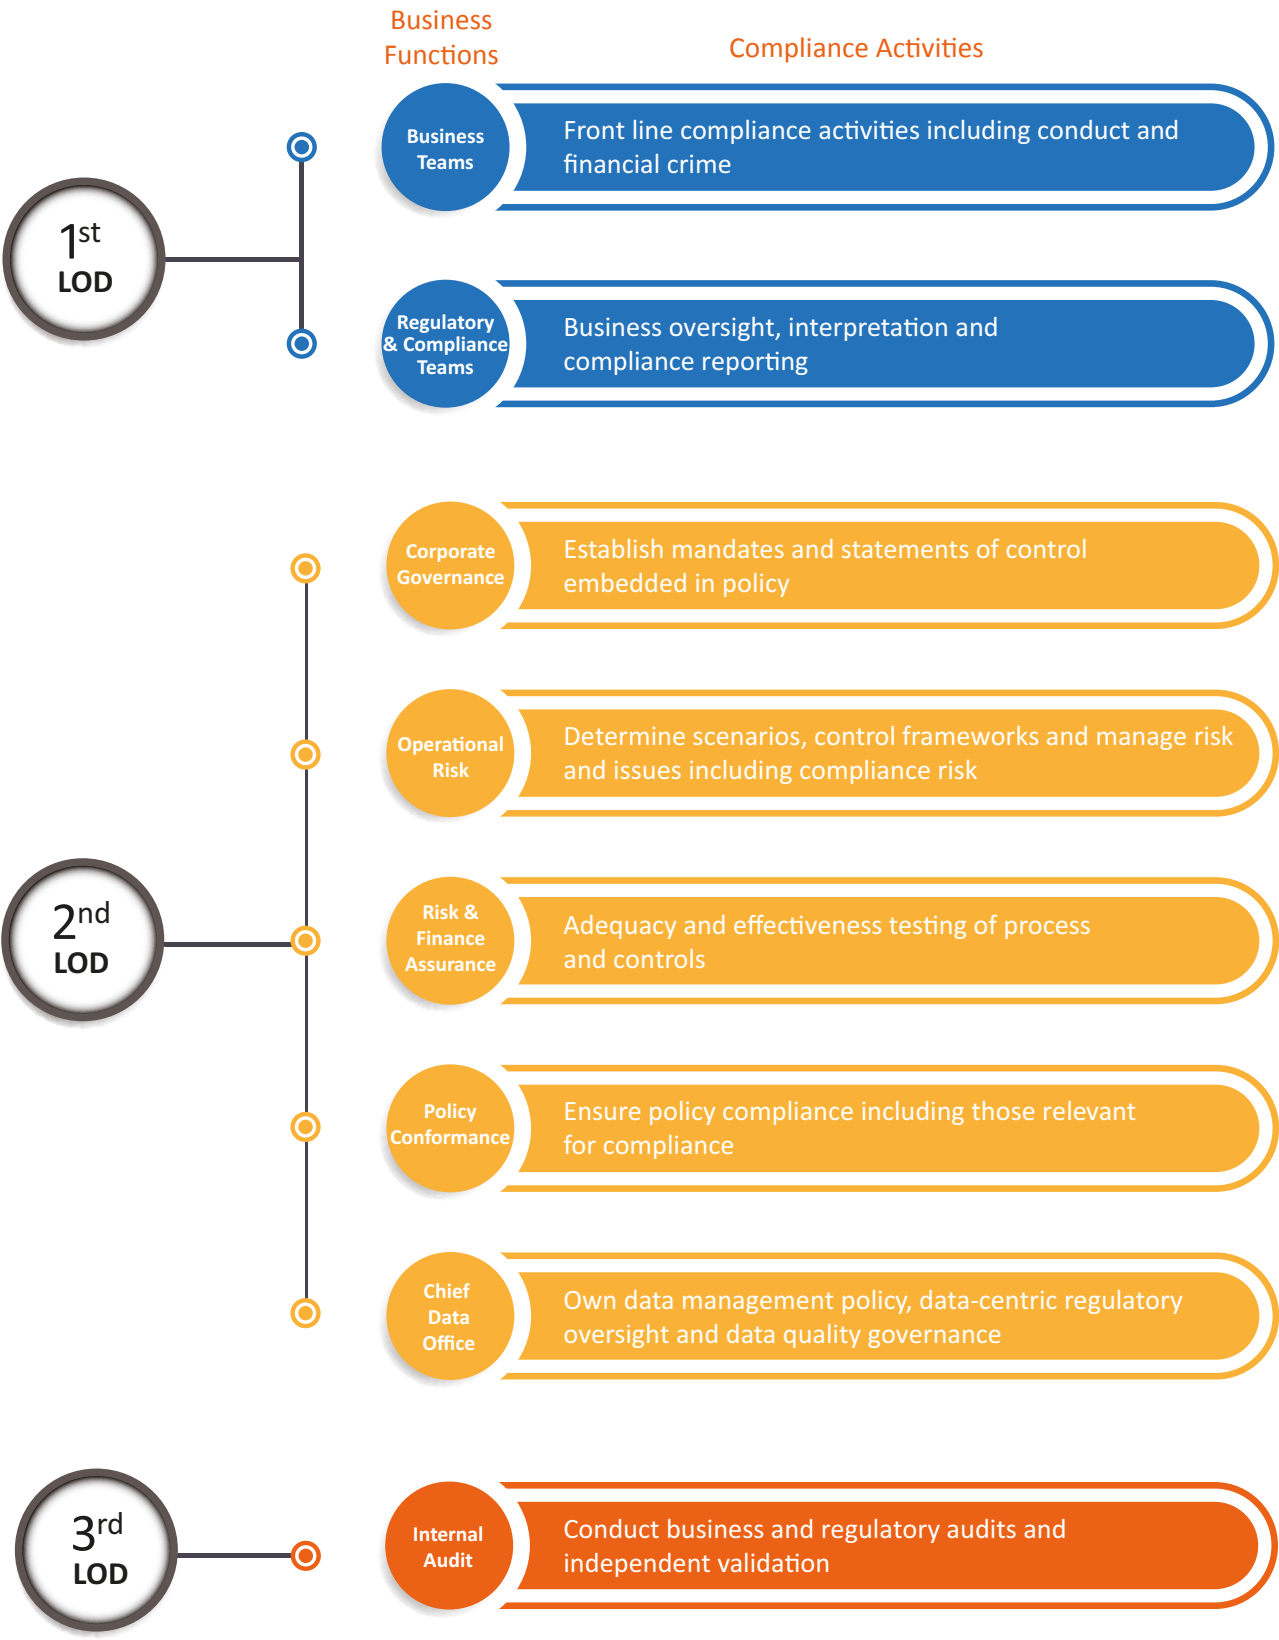 Business
Functions
Compliance Activities
1st
LOD
Business
Teams
Front line compliance activities including conduct and
financial crime
Regulatory
& Compliance
Teams
Business oversight, interpretation and
compliance reporting
2nd
LOD
Corporate
Governance
Establish mandates and statements of control
embedded in policy
Operational
Risk
Determine scenarios, control frameworks and manage risk
and issues including compliance risk
Risk &
Finance
Assurance
Adequacy and effectiveness testing of process
and controls
Policy
Conformance
Ensure policy compliance including those relevant
for compliance
Chief
Data
Office
Own data management policy, data-centric regulatory
oversight and data quality governance
3rd
LOD
Internal
Audit
Conduct business and regulatory audits and
independent validation